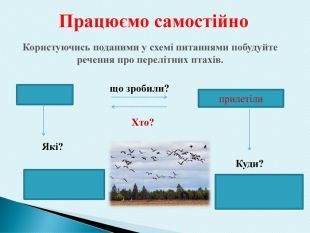 Працюємо самостійно
Користуючись поданими у схемі питаннями побудуйте
речення про перелітних птахів.
що зробили?
прилетіли
Хто?
Які?
Куди?